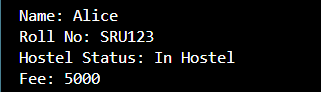 Name: Alice
Roll No: SRU123
Hostel Status: In Hostel
Fee: 5000